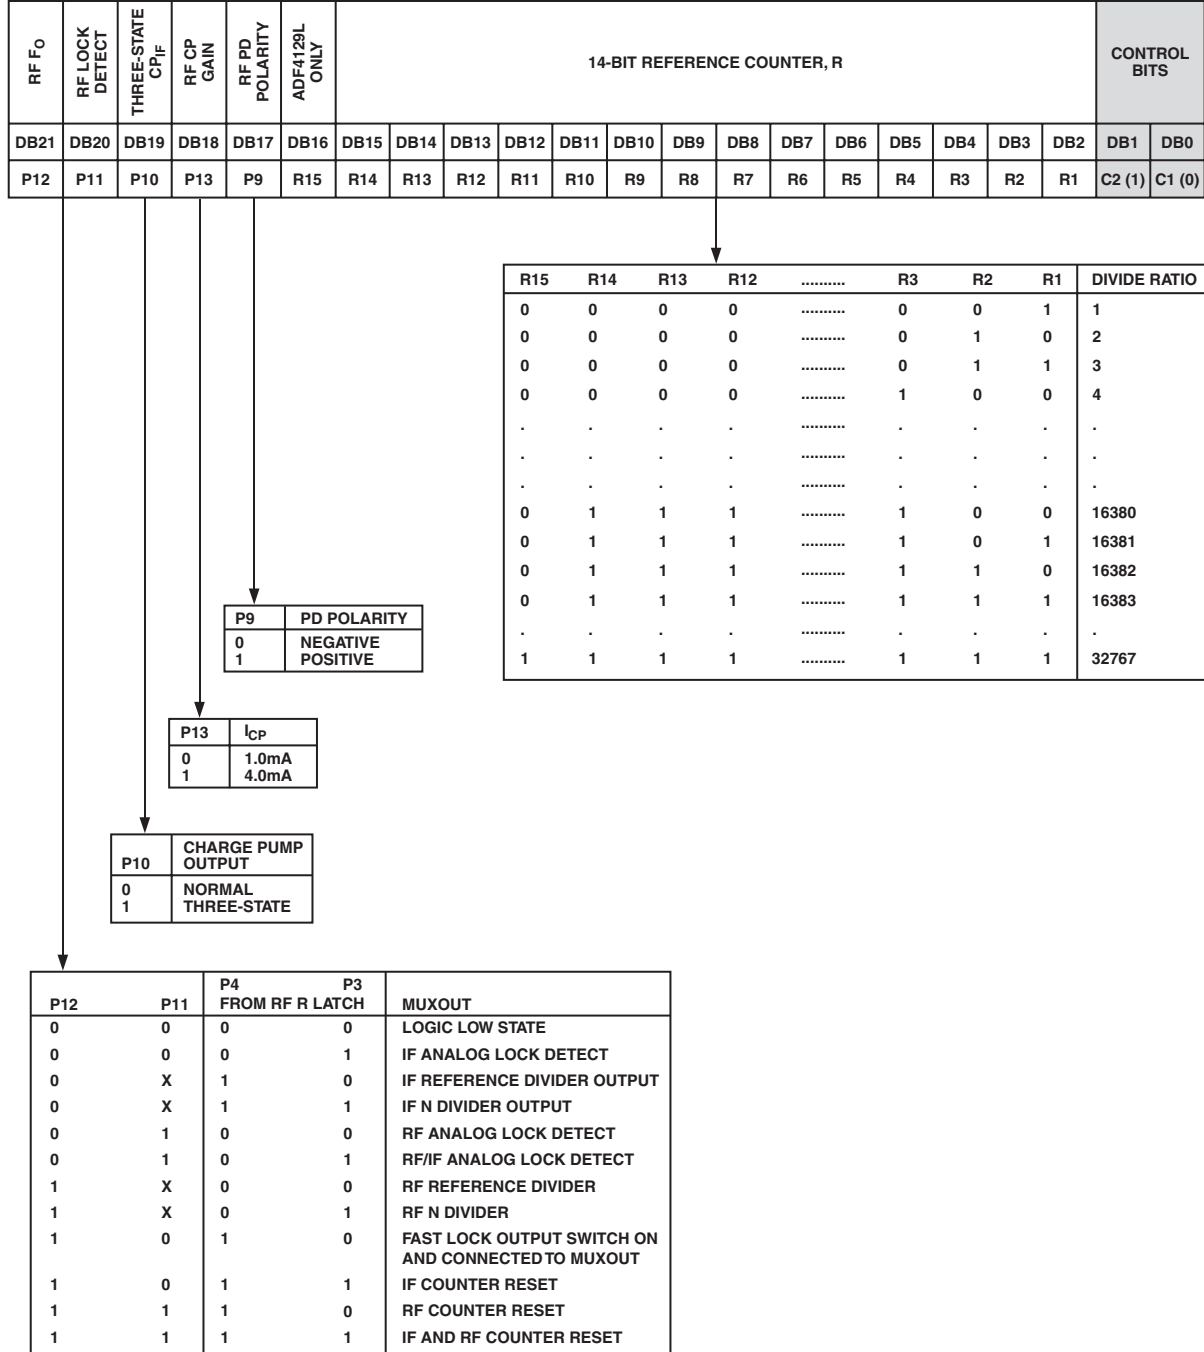 RF FO
RF LOCK DETECT
THREE-STATE CPIF
RF CP GAIN
RF PD POLARITY
ADF4129L ONLY
14-BIT REFERENCE COUNTER, R
CONTROL BITS
DB21 DB20 DB19 DB18 DB17 DB16 DB15 DB14 DB13 DB12 DB11 DB10 DB9 DB8 DB7 DB6 DB5 DB4 DB3 DB2 DB1 DB0
P12 P11 P10 P13 P9 R15 R14 R13 R12 R11 R10 R9 R8 R7 R6 R5 R4 R3 R2 R1 C2 (1) C1 (0)
R15 R14 R13 R12 .......... R3 R2 R1 DIVIDE RATIO
0 0 0 0 .......... 0 0 1 1
0 0 0 0 .......... 0 1 0 2
0 0 0 0 .......... 0 1 1 3
0 0 0 0 .......... 1 0 0 4
. . . . .......... . . . .
. . . . .......... . . . .
. . . . .......... . . . .
0 1 1 1 .......... 1 0 0 16380
0 1 1 1 .......... 1 0 1 16381
0 1 1 1 .......... 1 1 0 16382
0 1 1 1 .......... 1 1 1 16383
. . . . .......... . . . .
1 1 1 1 .......... 1 1 1 32767
P9 PD POLARITY
0 NEGATIVE
1 POSITIVE
P13 ICP
0 1.0mA
1 4.0mA
P10 CHARGE PUMP OUTPUT
0 NORMAL
1 THREE-STATE
P12 P11 P4 P3 FROM RF R LATCH MUXOUT
0 0 0 0 LOGIC LOW STATE
0 0 0 1 IF ANALOG LOCK DETECT
0 X 1 0 IF REFERENCE DIVIDER OUTPUT
0 X 1 1 IF N DIVIDER OUTPUT
0 1 0 0 RF ANALOG LOCK DETECT
0 1 0 1 RF/IF ANALOG LOCK DETECT
1 X 0 0 RF REFERENCE DIVIDER
1 X 0 1 RF N DIVIDER
1 0 1 0 FAST LOCK OUTPUT SWITCH ON
AND CONNECTED TO MUXOUT
1 0 1 1 IF COUNTER RESET
1 1 1 0 RF COUNTER RESET
1 1 1 1 IF AND RF COUNTER RESET